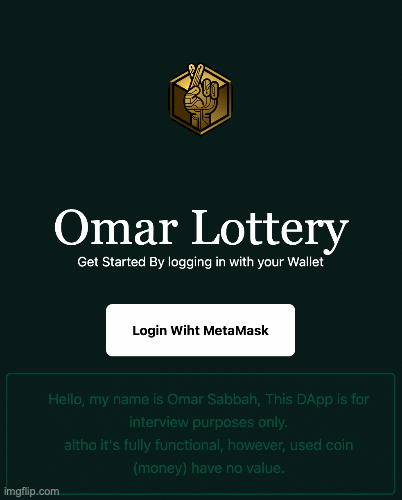 Omar Lottery
Get Started By logging in with your Wallet
Login Wiht MetaMask
Hello, my name is Omar Sabbah, This DApp is for
interview purposes only.
altho it's fully functional, however, used coin
(money) have no value.
imgflip.com